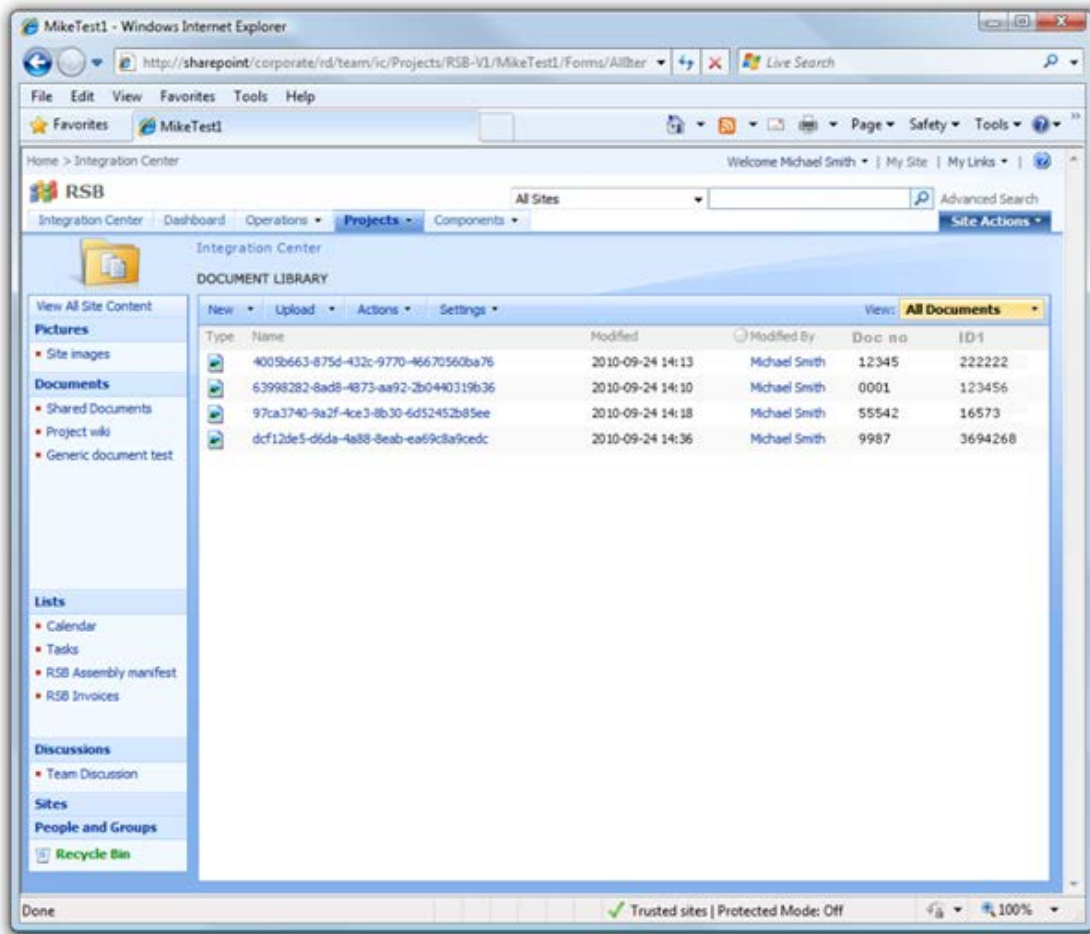 MikeTest1 - Windows Internet Explorer
http://sharepoint/corporate/rd/team/ic/Projects/RSB-V1/MikeTest1/Forms/AllIter
Live Search
File Edit View Favorites Tools Help
Favorites MikeTest1 Page Safety Tools
Home > Integration Center Welcome Michael Smith | My Site | My Links |
RSB All Sites Advanced Search
Integration Center Dashboard Operations Projects Components Site Actions
Integration Center
DOCUMENT LIBRARY
View All Site Content New Upload Actions Settings View: All Documents
Pictures Type Name Modified Modified By Doc no ID1
Site images 4005b663-875d-432c-9770-46670560ba76 2010-09-24 14:13 Michael Smith 12345 222222
Documents 63998282-8ad8-4873-aa92-2b0440319b36 2010-09-24 14:10 Michael Smith 0001 123456
Shared Documents 97ca3740-9a2f-4ce3-8b30-6d52452b85ee 2010-09-24 14:18 Michael Smith 55542 16573
Project wiki dcf12de5-d6da-4a88-8eab-ea69c8a9cedc 2010-09-24 14:36 Michael Smith 9987 3694268
Generic document test
Lists
Calendar
Tasks
RSB Assembly manifest
RSB Invoices
Discussions
Team Discussion
Sites
People and Groups
Recycle Bin
Done Trusted sites | Protected Mode: Off 100%